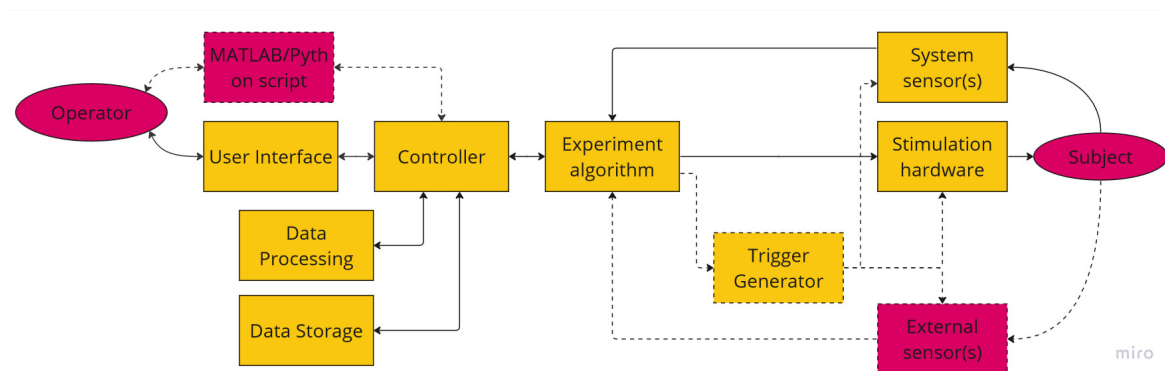 MATLAB/Pyth
on script
System
sensor(s)
Operator
User Interface
Controller
Experiment
algorithm
Stimulation
hardware
Subject
Data
Processing
Trigger
Generator
Data Storage
External
sensor(s)
miro